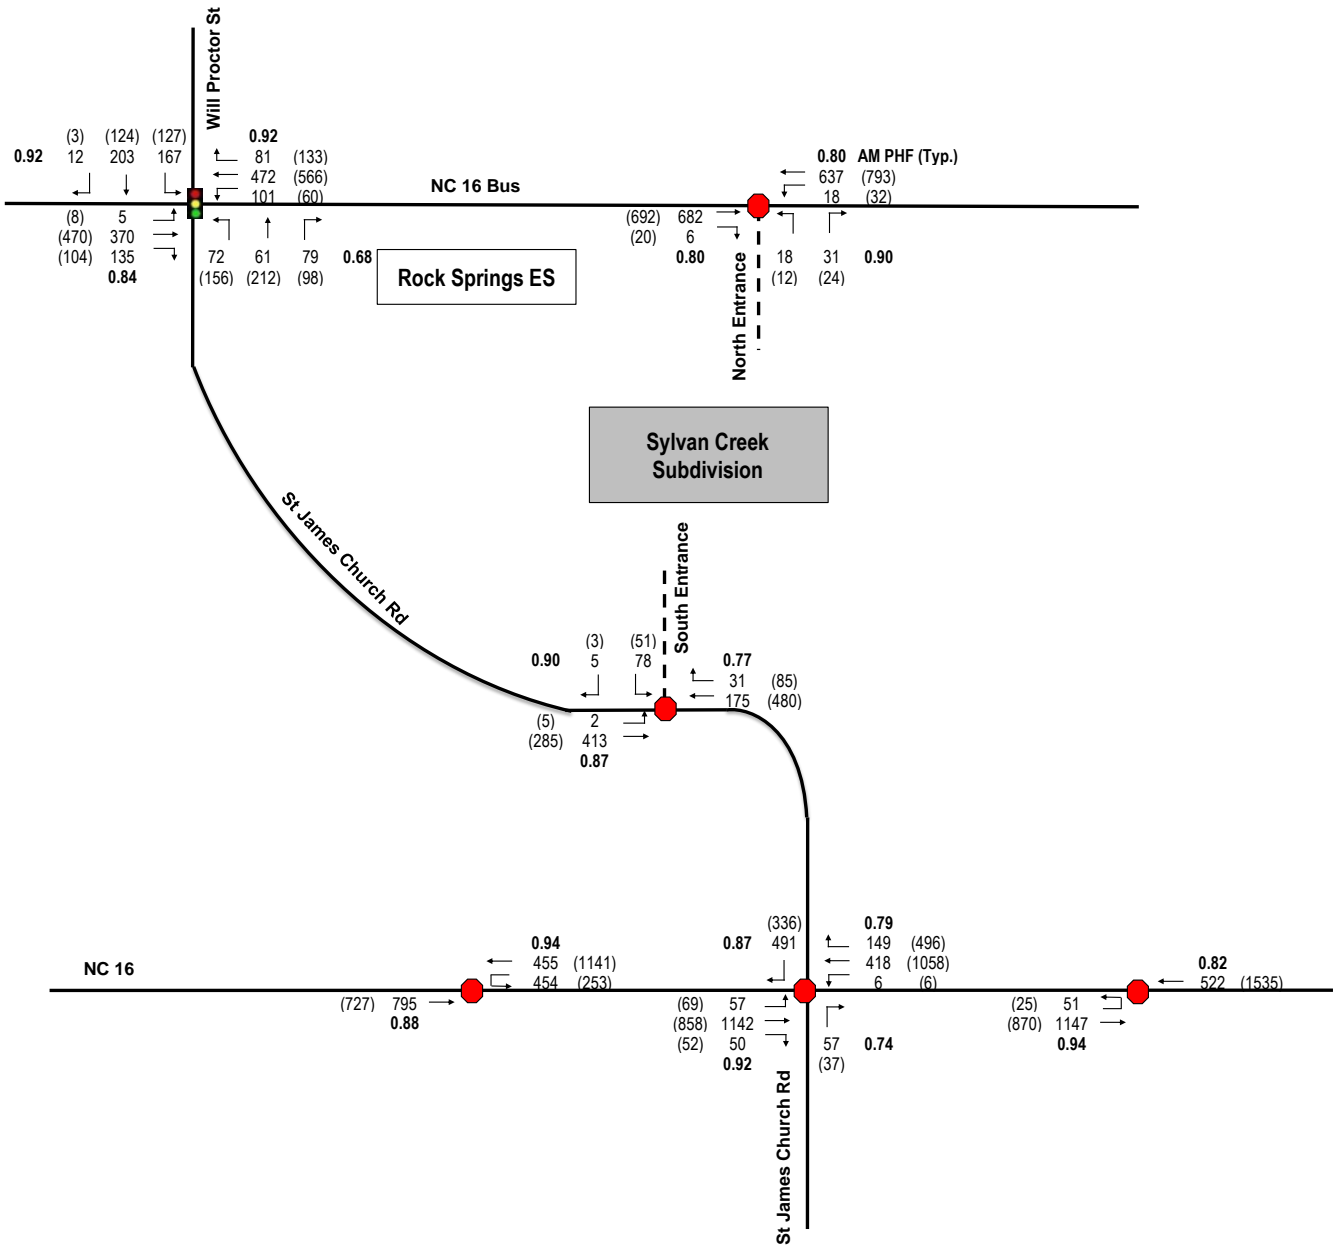 Will Proctor St
(3) (124) (127) 0.92
0.92 12 203 167 81 (133)
472 (566)
101 (60)
NC 16 Bus
0.80 AM PHF (Typ.)
637 (793)
18 (32)
(8) 5
(470) 370
(104) 135
0.84
72 61 79 0.68
(156) (212) (98)
Rock Springs ES
(692) 682
(20) 6
0.80
18 31 0.90
(12) (24)
North Entrance
Sylvan Creek
Subdivision
St James Church Rd
South Entrance
(3) (51)
0.90 5 78 0.77
31 (85)
175 (480)
(5) 2
(285) 413
0.87
NC 16
0.94
455 (1141)
454 (253)
(727) 795
0.88
(336) 0.79
0.87 491 149 (496)
418 (1058)
6 (6)
(69) 57
(858) 1142
(52) 50
0.92
57 0.74
(37)
0.82
522 (1535)
(25) 51
(870) 1147
0.94
St James Church Rd